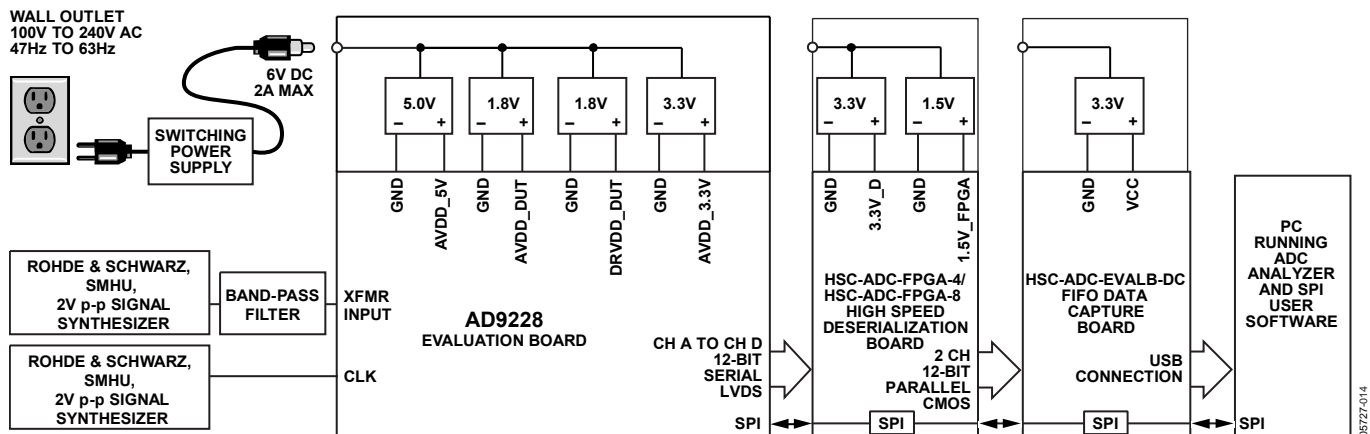 WALL OUTLET
100V TO 240V AC
47Hz TO 63Hz
6V DC
2A MAX
SWITCHING
POWER
SUPPLY
5.0V
– +
1.8V
– +
1.8V
– +
3.3V
– +
3.3V
– +
1.5V
– +
3.3V
– +
GND
AVDD_5V
GND
AVDD_DUT
GND
DRVDD_DUT
GND
AVDD_3.3V
GND
3.3V_D
GND
1.5V_FPGA
GND
VCC
ROHDE & SCHWARZ,
SMHU,
2V p-p SIGNAL
SYNTHESIZER
BAND-PASS
FILTER
XFMR
INPUT
ROHDE & SCHWARZ,
SMHU,
2V p-p SIGNAL
SYNTHESIZER
CLK
AD9228
EVALUATION BOARD
CH A TO CH D
12-BIT
SERIAL
LVDS
SPI
HSC-ADC-FPGA-4/
HSC-ADC-FPGA-8
HIGH SPEED
DESERIALIZATION
BOARD
2 CH
12-BIT
PARALLEL
CMOS
SPI
HSC-ADC-EVALB-DC
FIFO DATA
CAPTURE
BOARD
USB
CONNECTION
SPI
PC
RUNNING
ADC
ANALYZER
AND SPI
USER
SOFTWARE
SPI
05727-014